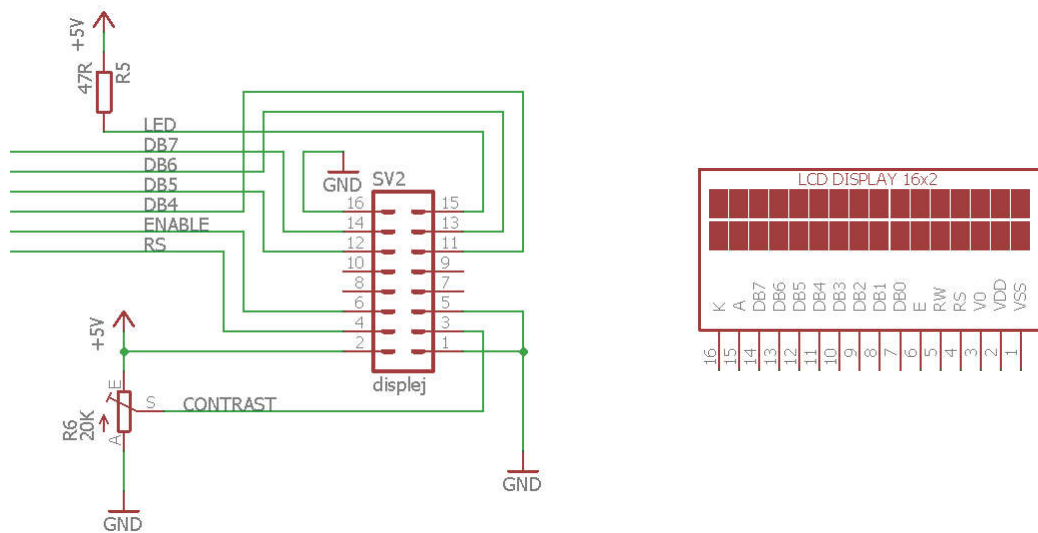 +5V
47R
R5
LED
DB7
DB6
DB5
DB4
ENABLE
RS
GND
SV2
16 15
14 13
12 11
10 9
8 7
6 5
4 3
2 1
displej
+5V
E
S
A
R6
20K
CONTRAST
GND
GND
LCD DISPLAY 16x2
K A DB7 DB6 DB5 DB4 DB3 DB2 DB1 DB0 E RW RS V0 VDD VSS
16 15 14 13 12 11 10 9 8 7 6 5 4 3 2 1